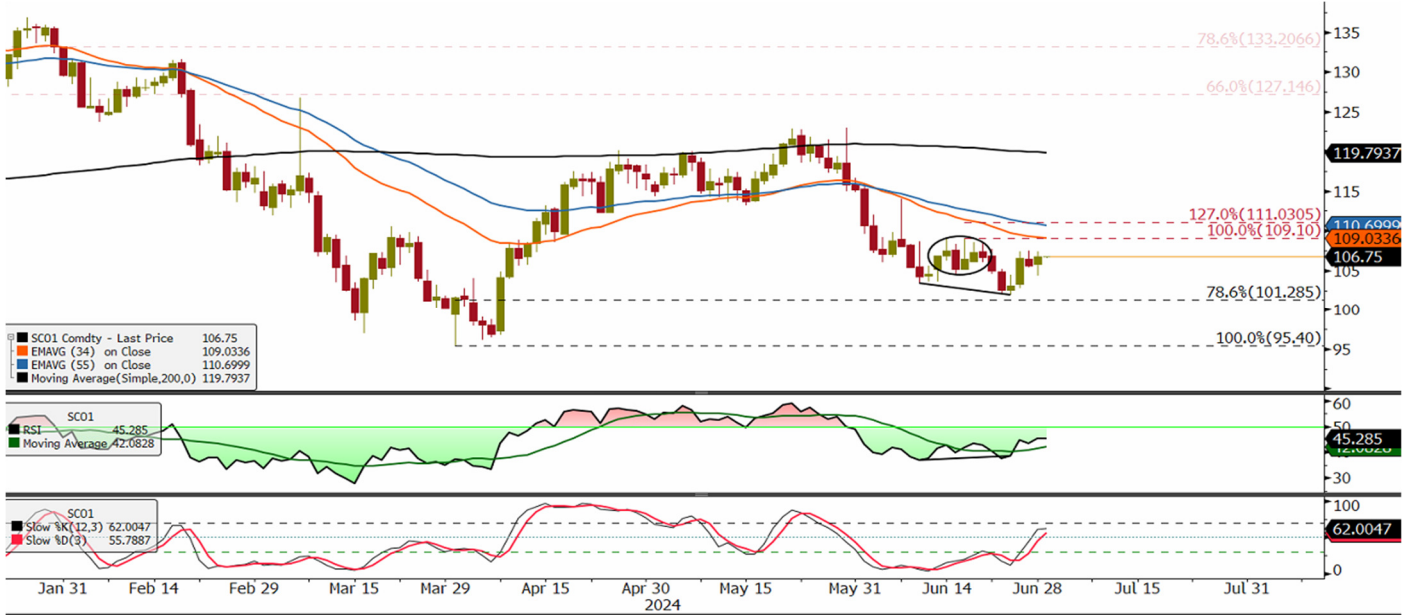 135
78.6%(133.2066)
130
66.0%(127.146)
125
119.7937
115
127.0%(111.0305)
110.6999
100.0%(109.10)
109.0336
106.75
105
78.6%(101.285)
100
100.0%(95.40)
95
SCO1 Comdty - Last Price 106.75
EMAVG (34) on Close 109.0336
EMAVG (55) on Close 110.6999
Moving Average(Simple,200,0) 119.7937
60
SCO1
50
RSI 45.285
45.285
Moving Average 42.0828
42.0828
30
100
SCO1
Slow %K(12,3) 62.0047
62.0047
Slow %D(3) 55.7887
0
Jan 31 Feb 14 Feb 29 Mar 15 Mar 29 Apr 15 Apr 30 May 15 May 31 Jun 14 Jun 28 Jul 15 Jul 31
2024